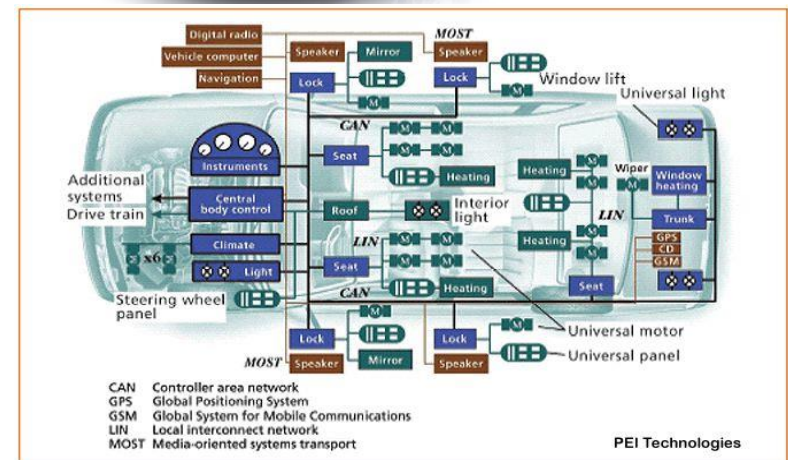 Digital radio
MOST
Vehicle computer
Speaker
Mirror
Speaker
Navigation
Lock
Lock
Window lift
M
M
Universal light
CAN
Instruments
Seat
M M
M M
Heating
Heating
M
Wiper
M
Window
heating
Additional
systems
Drive train
Central
body control
Roof
Interior
light
LIN
Trunk
x6
Climate
Light
LIN
Seat
M M
M M
Heating
M
M
GPS
CD
GSM
Steering wheel
panel
CAN
Heating
Seat
Lock
M
Lock
M
Universal motor
MOST
Speaker
Mirror
Speaker
Universal panel
CAN Controller area network
GPS Global Positioning System
GSM Global System for Mobile Communications
LIN Local interconnect network
MOST Media-oriented systems transport
PEI Technologies